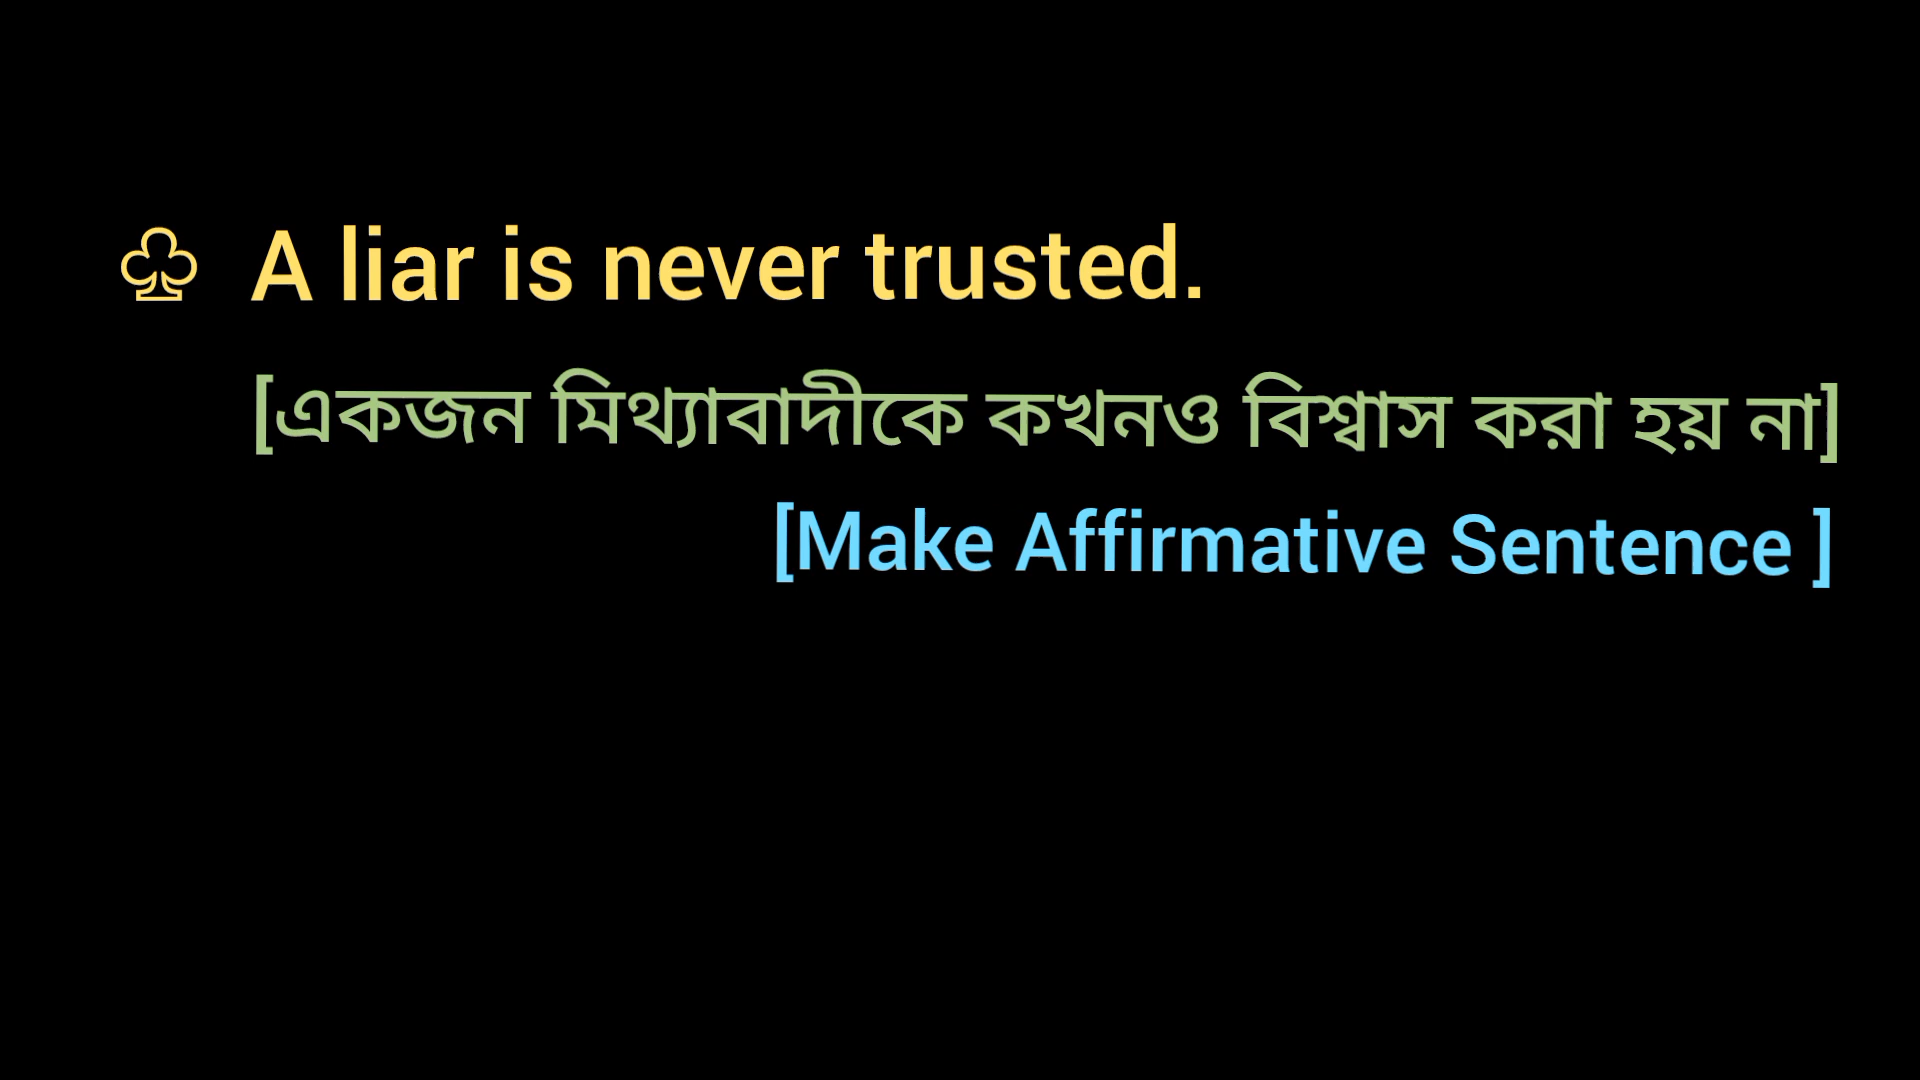 ♧ A liar is never trusted.
[একজন মিথ্যাবাদীকে কখনও বিশ্বাস করা হয় না]
[Make Affirmative Sentence ]